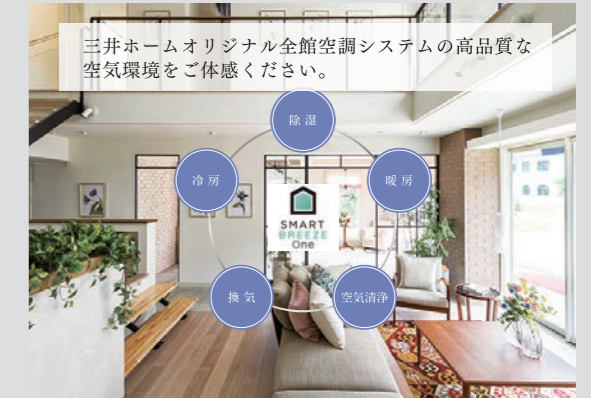 三井ホームオリジナル全館空調システムの高品質な
空気環境をご体感ください。
除湿
冷房
暖房
SMART
BREEZE
One
換気
空気清浄